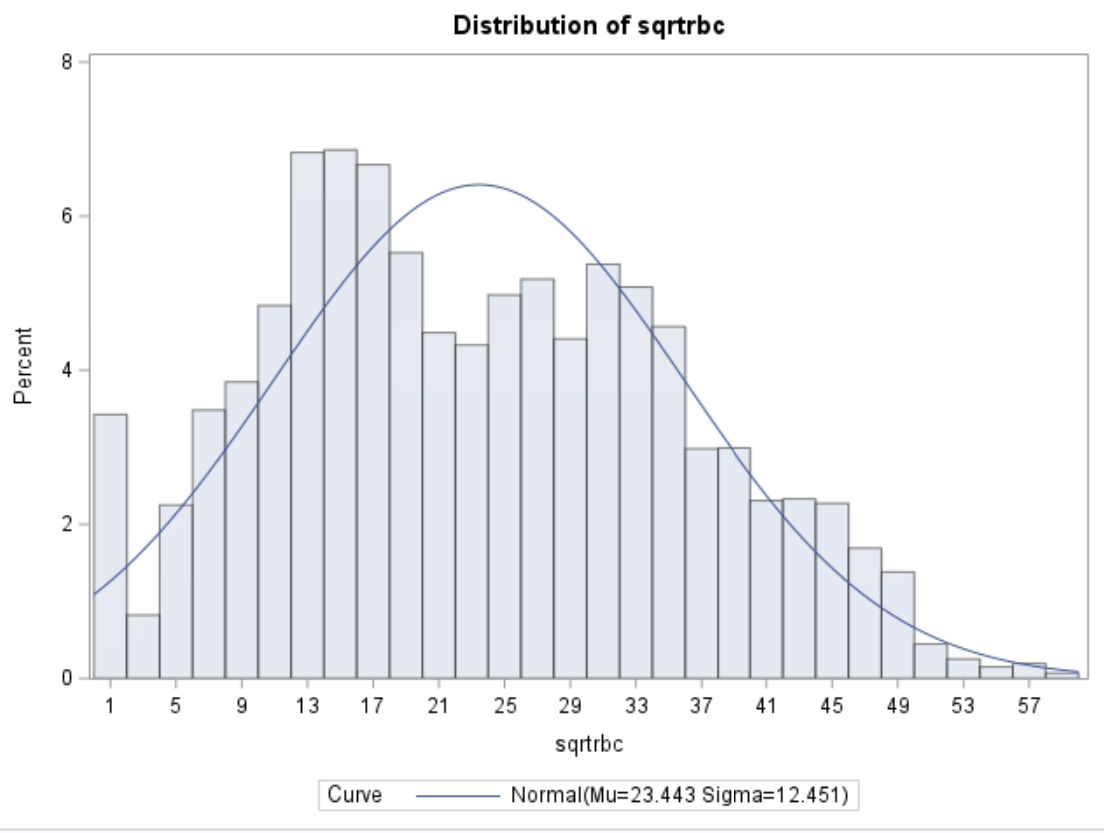 Distribution of sqrtrbc
8
6
4
2
0
Percent
1 5 9 13 17 21 25 29 33 37 41 45 49 53 57
sqrtrbc
Curve Normal(Mu=23.443 Sigma=12.451)